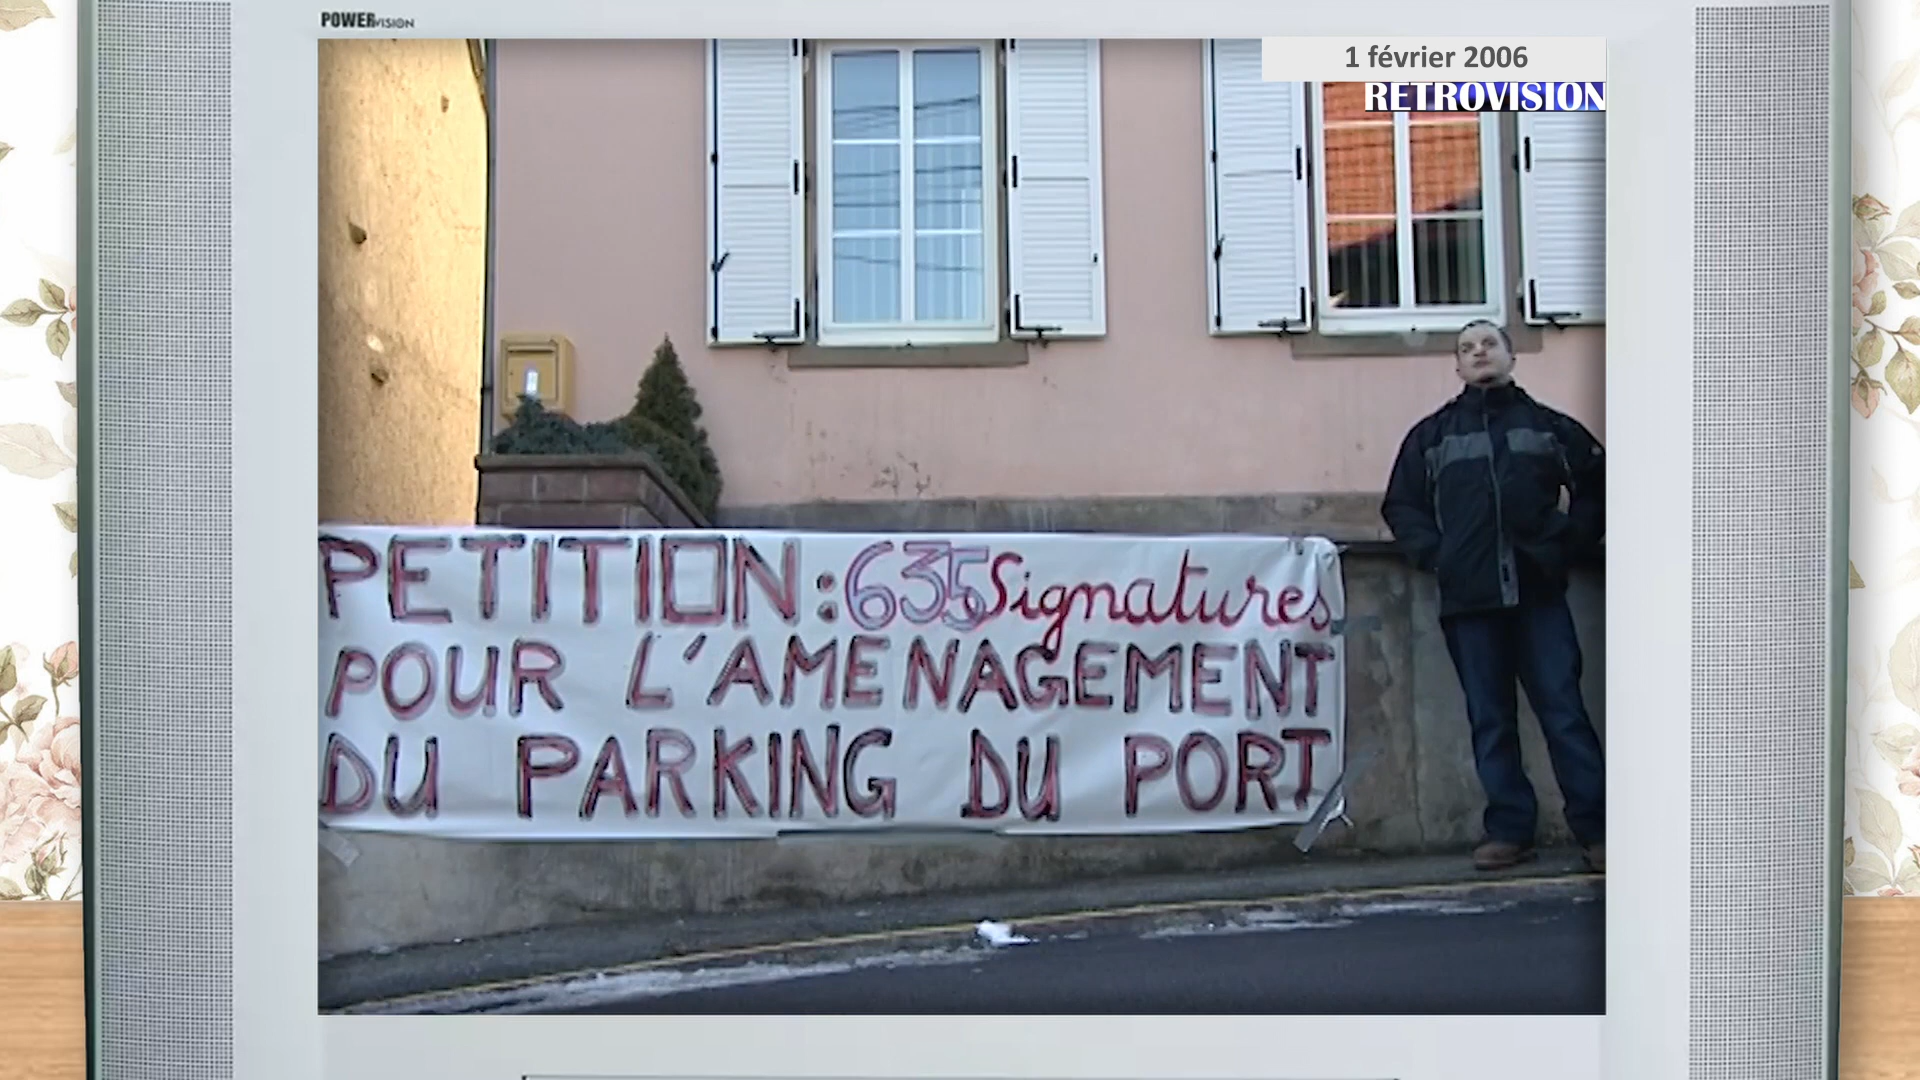 POWERVISION
1 février 2006
RETROVISION
PETITION : 635 Signatures
POUR L'AMENAGEMENT
DU PARKING DU PORT